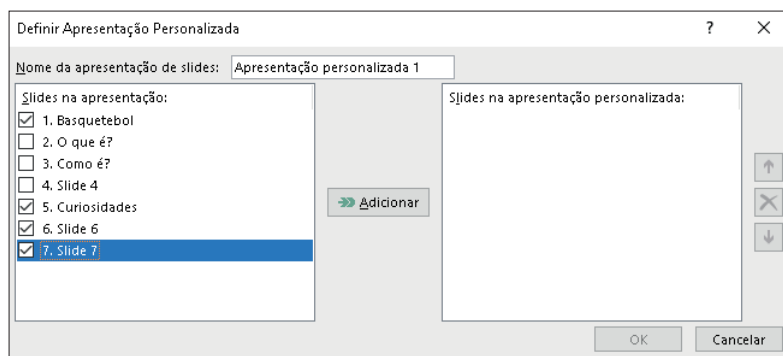 Definir Apresentação Personalizada ? X
Nome da apresentação de slides: Apresentação personalizada 1
Slides na apresentação:
1. Basquetebol
2. O que é?
3. Como é?
4. Slide 4
5. Curiosidades
6. Slide 6
7. Slide 7
Adicionar
Slides na apresentação personalizada:
OK Cancelar